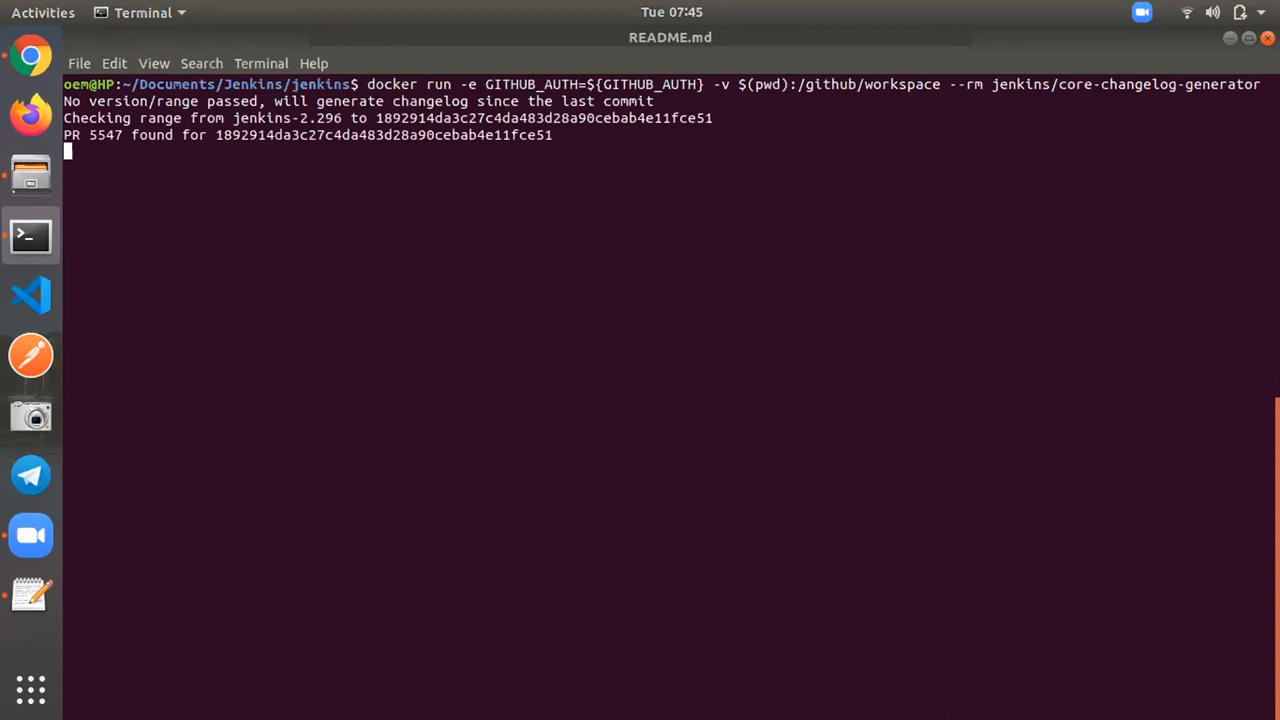 Activities
Terminal
Tue 07:45
README.md
File Edit View Search Terminal Help
oem@HP:~/Documents/Jenkins/jenkins$ docker run -e GITHUB_AUTH=${GITHUB_AUTH} -v $(pwd):/github/workspace --rm jenkins/core-changelog-generator
No version/range passed, will generate changelog since the last commit
Checking range from jenkins-2.296 to 1892914da3c27c4da483d28a90cebab4e11fce51
PR 5547 found for 1892914da3c27c4da483d28a90cebab4e11fce51